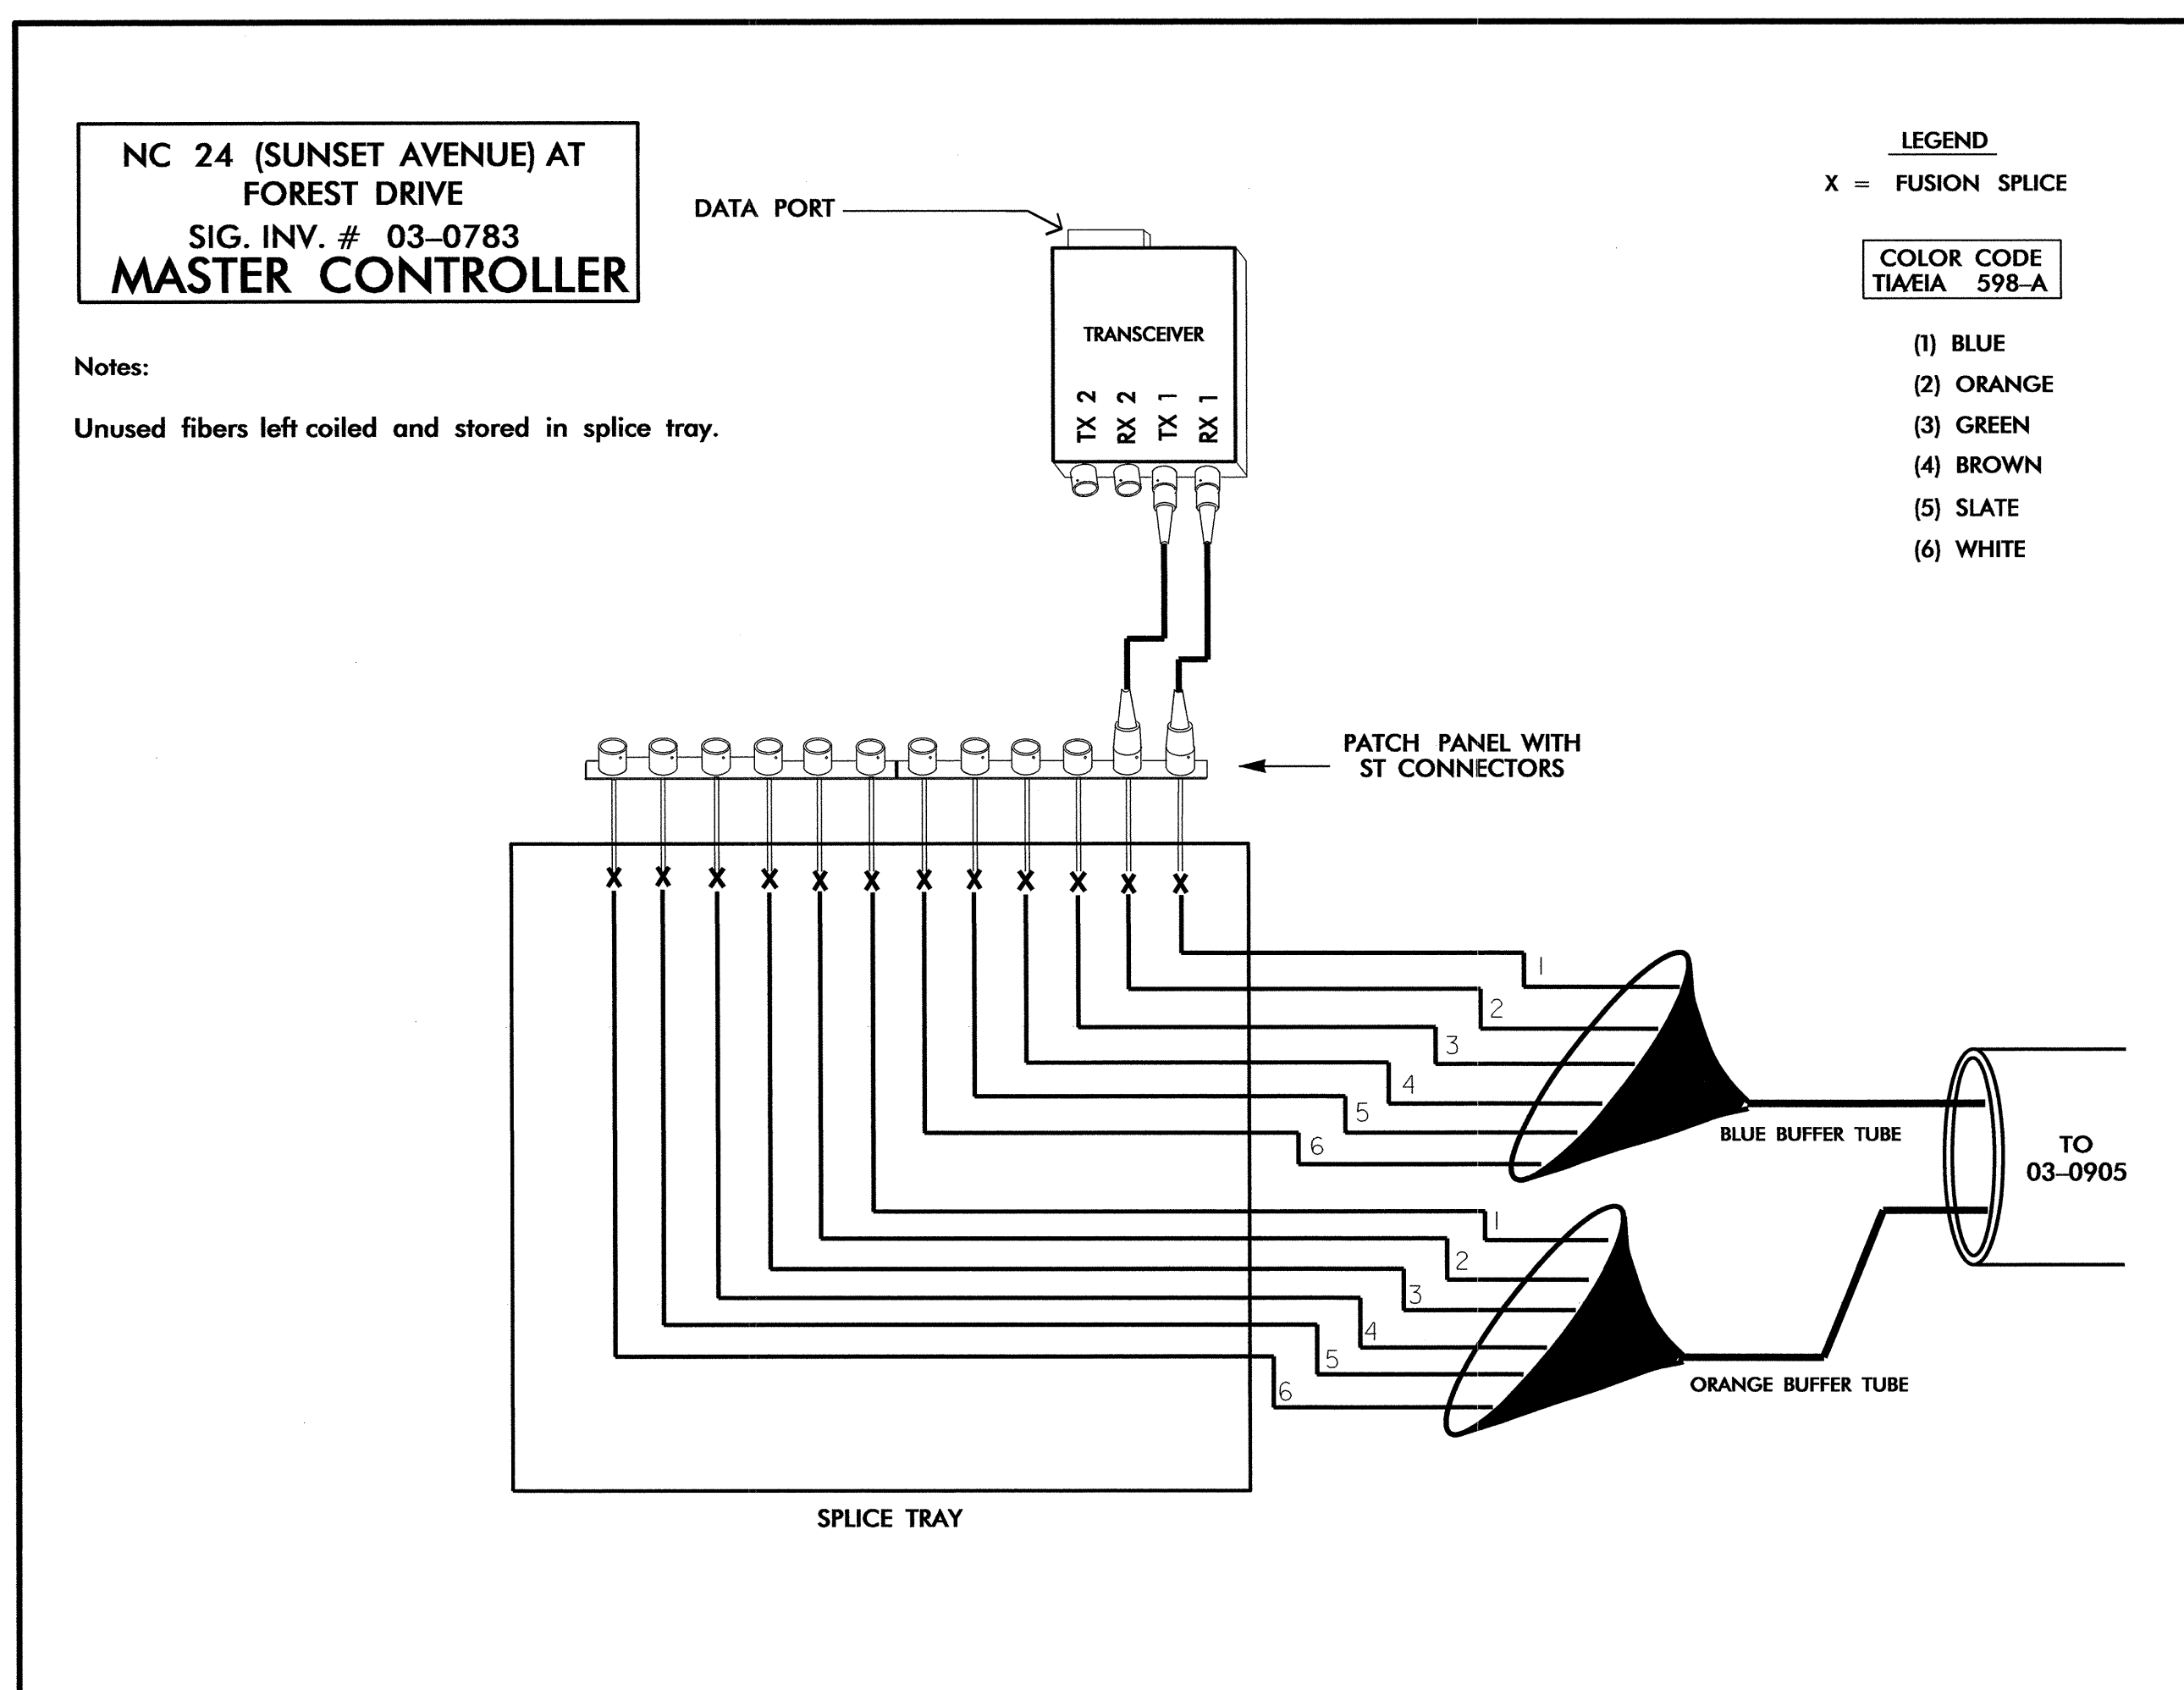 NC 24 (SUNSET AVENUE) AT
FOREST DRIVE
SIG. INV. # 03-0783
MASTER CONTROLLER
Notes:
Unused fibers left coiled and stored in splice tray.
DATA PORT
TRANSCEIVER
TX 2
RX 2
TX 1
RX 1
LEGEND
X = FUSION SPLICE
COLOR CODE
TIA/EIA 598-A
(1) BLUE
(2) ORANGE
(3) GREEN
(4) BROWN
(5) SLATE
(6) WHITE
PATCH PANEL WITH
ST CONNECTORS
X X X X X X X X X X X X
1
2
3
4
5
6
BLUE BUFFER TUBE
TO
03-0905
1
2
3
4
5
6
ORANGE BUFFER TUBE
SPLICE TRAY